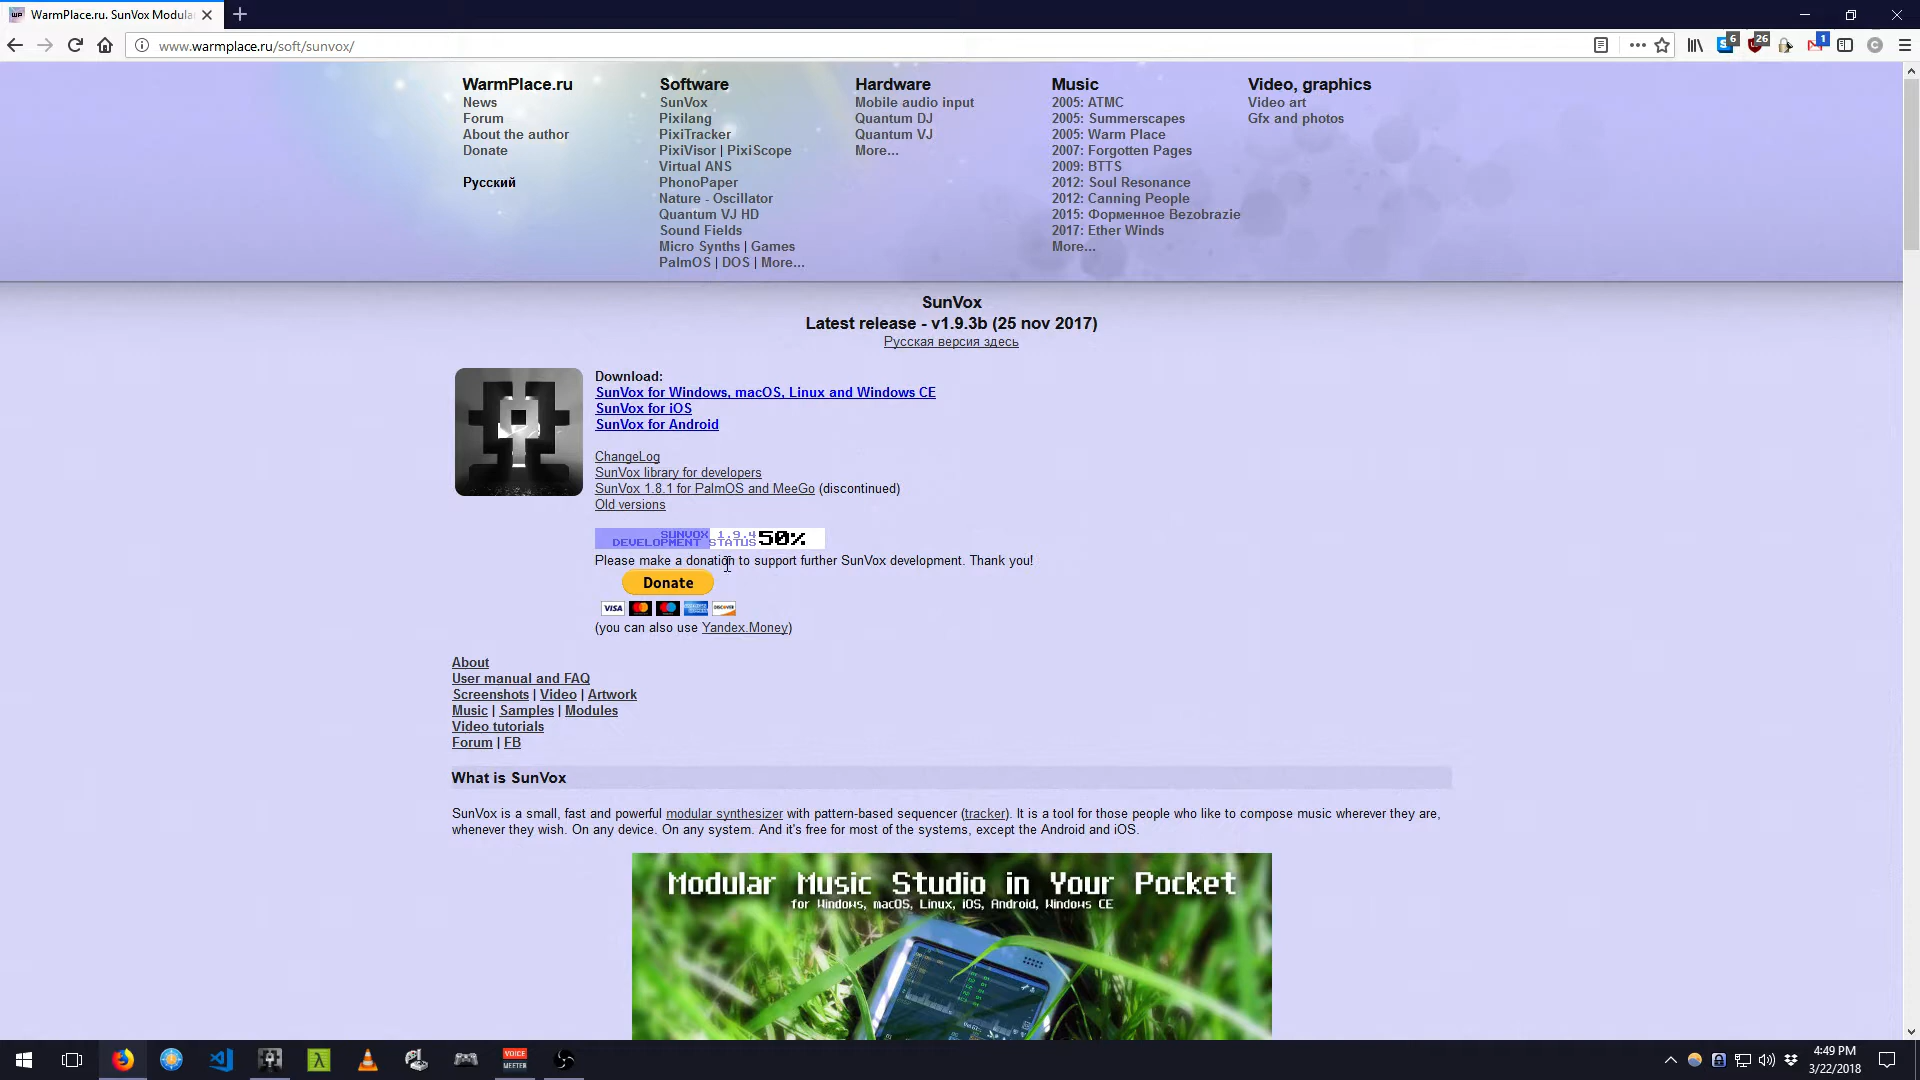 WarmPlace.ru. SunVox Modula
www.warmplace.ru/soft/sunvox/
6
26
1
WarmPlace.ru
News
Forum
About the author
Donate
Русский
Software
SunVox
Pixilang
PixiTracker
PixiVisor | PixiScope
Virtual ANS
PhonoPaper
Nature - Oscillator
Quantum VJ HD
Sound Fields
Micro Synths | Games
PalmOS | DOS | More...
Hardware
Mobile audio input
Quantum DJ
Quantum VJ
More...
Music
2005: ATMC
2005: Summerscapes
2005: Warm Place
2007: Forgotten Pages
2009: BTTS
2012: Soul Resonance
2012: Canning People
2015: Форменное Bezobrazie
2017: Ether Winds
More...
Video, graphics
Video art
Gfx and photos
SunVox
Latest release - v1.9.3b (25 nov 2017)
Русская версия здесь
Download:
SunVox for Windows, macOS, Linux and Windows CE
SunVox for iOS
SunVox for Android
ChangeLog
SunVox library for developers
SunVox 1.8.1 for PalmOS and MeeGo (discontinued)
Old versions
SUNVOX 1.9.4
DEVELOPMENT STATUS 50%
Please make a donation to support further SunVox development. Thank you!
Donate
VISA DISCOVER
(you can also use Yandex.Money)
About
User manual and FAQ
Screenshots | Video | Artwork
Music | Samples | Modules
Video tutorials
Forum | FB
What is SunVox
SunVox is a small, fast and powerful modular synthesizer with pattern-based sequencer (tracker). It is a tool for those people who like to compose music wherever they are,
whenever they wish. On any device. On any system. And it's free for most of the systems, except the Android and iOS.
Modular Music Studio in Your Pocket
for Windows, macOS, Linux, iOS, Android, Windows CE
VOICE
MEETER
4:49 PM
3/22/2018